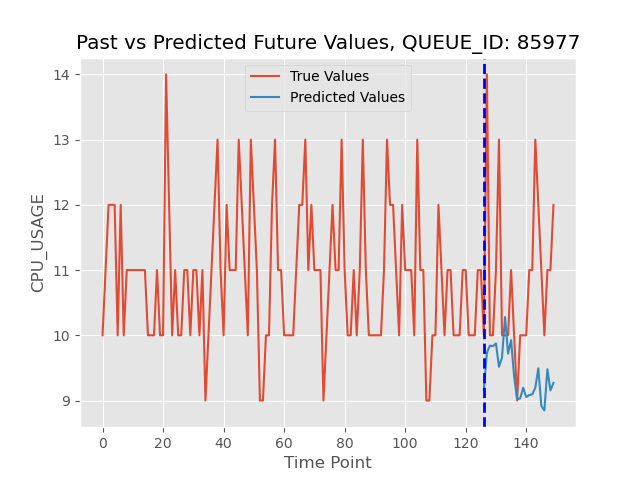 Past vs Predicted Future Values, QUEUE_ID: 85977
True Values
Predicted Values
CPU_USAGE
14
13
12
11
10
9
0
20
40
60
80
100
120
140
Time Point